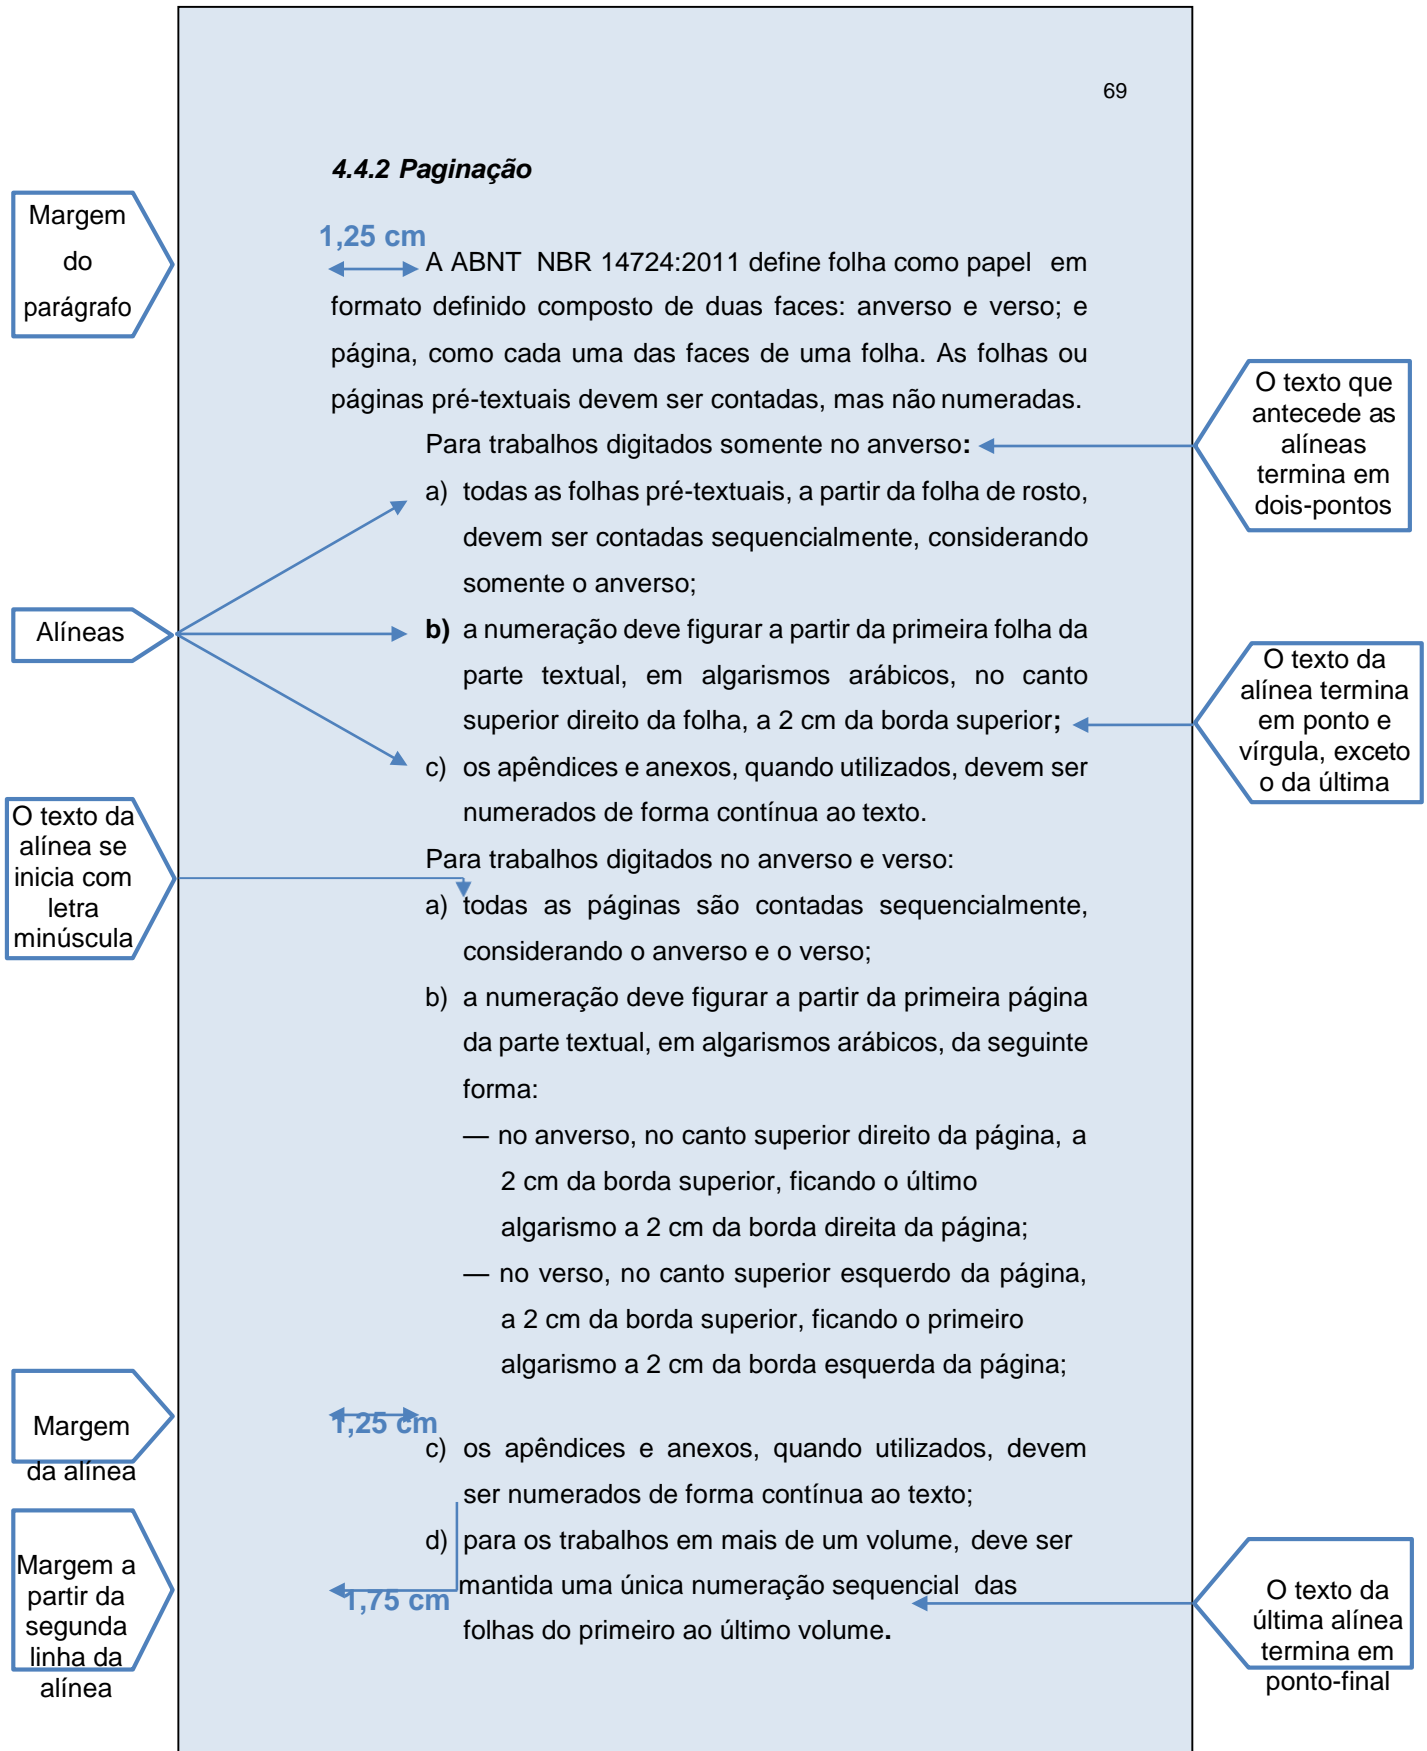 69
4.4.2 Paginação
Margem
do
parágrafo
1,25 cm
A ABNT NBR 14724:2011 define folha como papel em
formato definido composto de duas faces: anverso e verso; e
página, como cada uma das faces de uma folha. As folhas ou
páginas pré-textuais devem ser contadas, mas não numeradas.
O texto que
antecede as
alíneas
termina em
dois-pontos
Para trabalhos digitados somente no anverso:
a) todas as folhas pré-textuais, a partir da folha de rosto,
devem ser contadas sequencialmente, considerando
somente o anverso;
Alíneas
b) a numeração deve figurar a partir da primeira folha da
parte textual, em algarismos arábicos, no canto
superior direito da folha, a 2 cm da borda superior;
O texto da
alínea termina
em ponto e
vírgula, exceto
o da última
c) os apêndices e anexos, quando utilizados, devem ser
numerados de forma contínua ao texto.
O texto da
alínea se
inicia com
letra
minúscula
Para trabalhos digitados no anverso e verso:
a) todas as páginas são contadas sequencialmente,
considerando o anverso e o verso;
b) a numeração deve figurar a partir da primeira página
da parte textual, em algarismos arábicos, da seguinte
forma:
— no anverso, no canto superior direito da página, a
2 cm da borda superior, ficando o último
algarismo a 2 cm da borda direita da página;
— no verso, no canto superior esquerdo da página,
a 2 cm da borda superior, ficando o primeiro
algarismo a 2 cm da borda esquerda da página;
Margem
da alínea
1,25 cm
c) os apêndices e anexos, quando utilizados, devem
ser numerados de forma contínua ao texto;
Margem a
partir da
segunda
linha da
alínea
1,75 cm
d) para os trabalhos em mais de um volume, deve ser
mantida uma única numeração sequencial das
folhas do primeiro ao último volume.
O texto da
última alínea
termina em
ponto-final